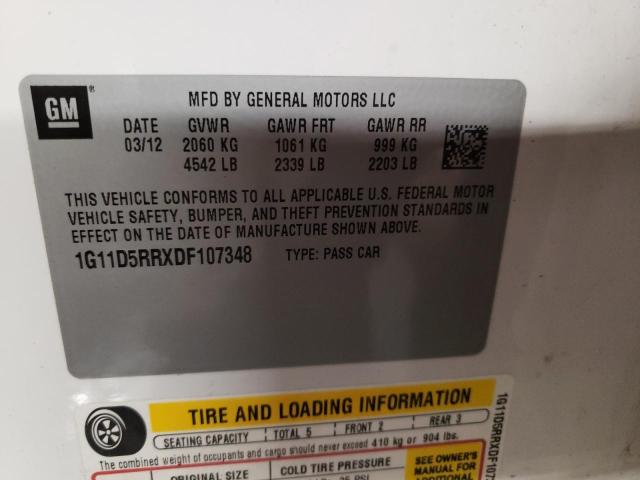 GM ®
MFD BY GENERAL MOTORS LLC
DATE GVWR GAWR FRT GAWR RR
03/12 2060 KG 1061 KG 999 KG
4542 LB 2339 LB 2203 LB
THIS VEHICLE CONFORMS TO ALL APPLICABLE U.S. FEDERAL MOTOR
VEHICLE SAFETY, BUMPER, AND THEFT PREVENTION STANDARDS IN
EFFECT ON THE DATE OF MANUFACTURE SHOWN ABOVE.
1G11D5RRXDF107348 TYPE: PASS CAR
TIRE AND LOADING INFORMATION
SEATING CAPACITY TOTAL 5 FRONT 2 REAR 3
The combined weight of occupants and cargo should never exceed 410 kg or 904 lbs.
ORIGINAL SIZE COLD TIRE PRESSURE
SEE OWNER'S
MANUAL FOR
ADDITIONAL
1G11D5RRXDF107